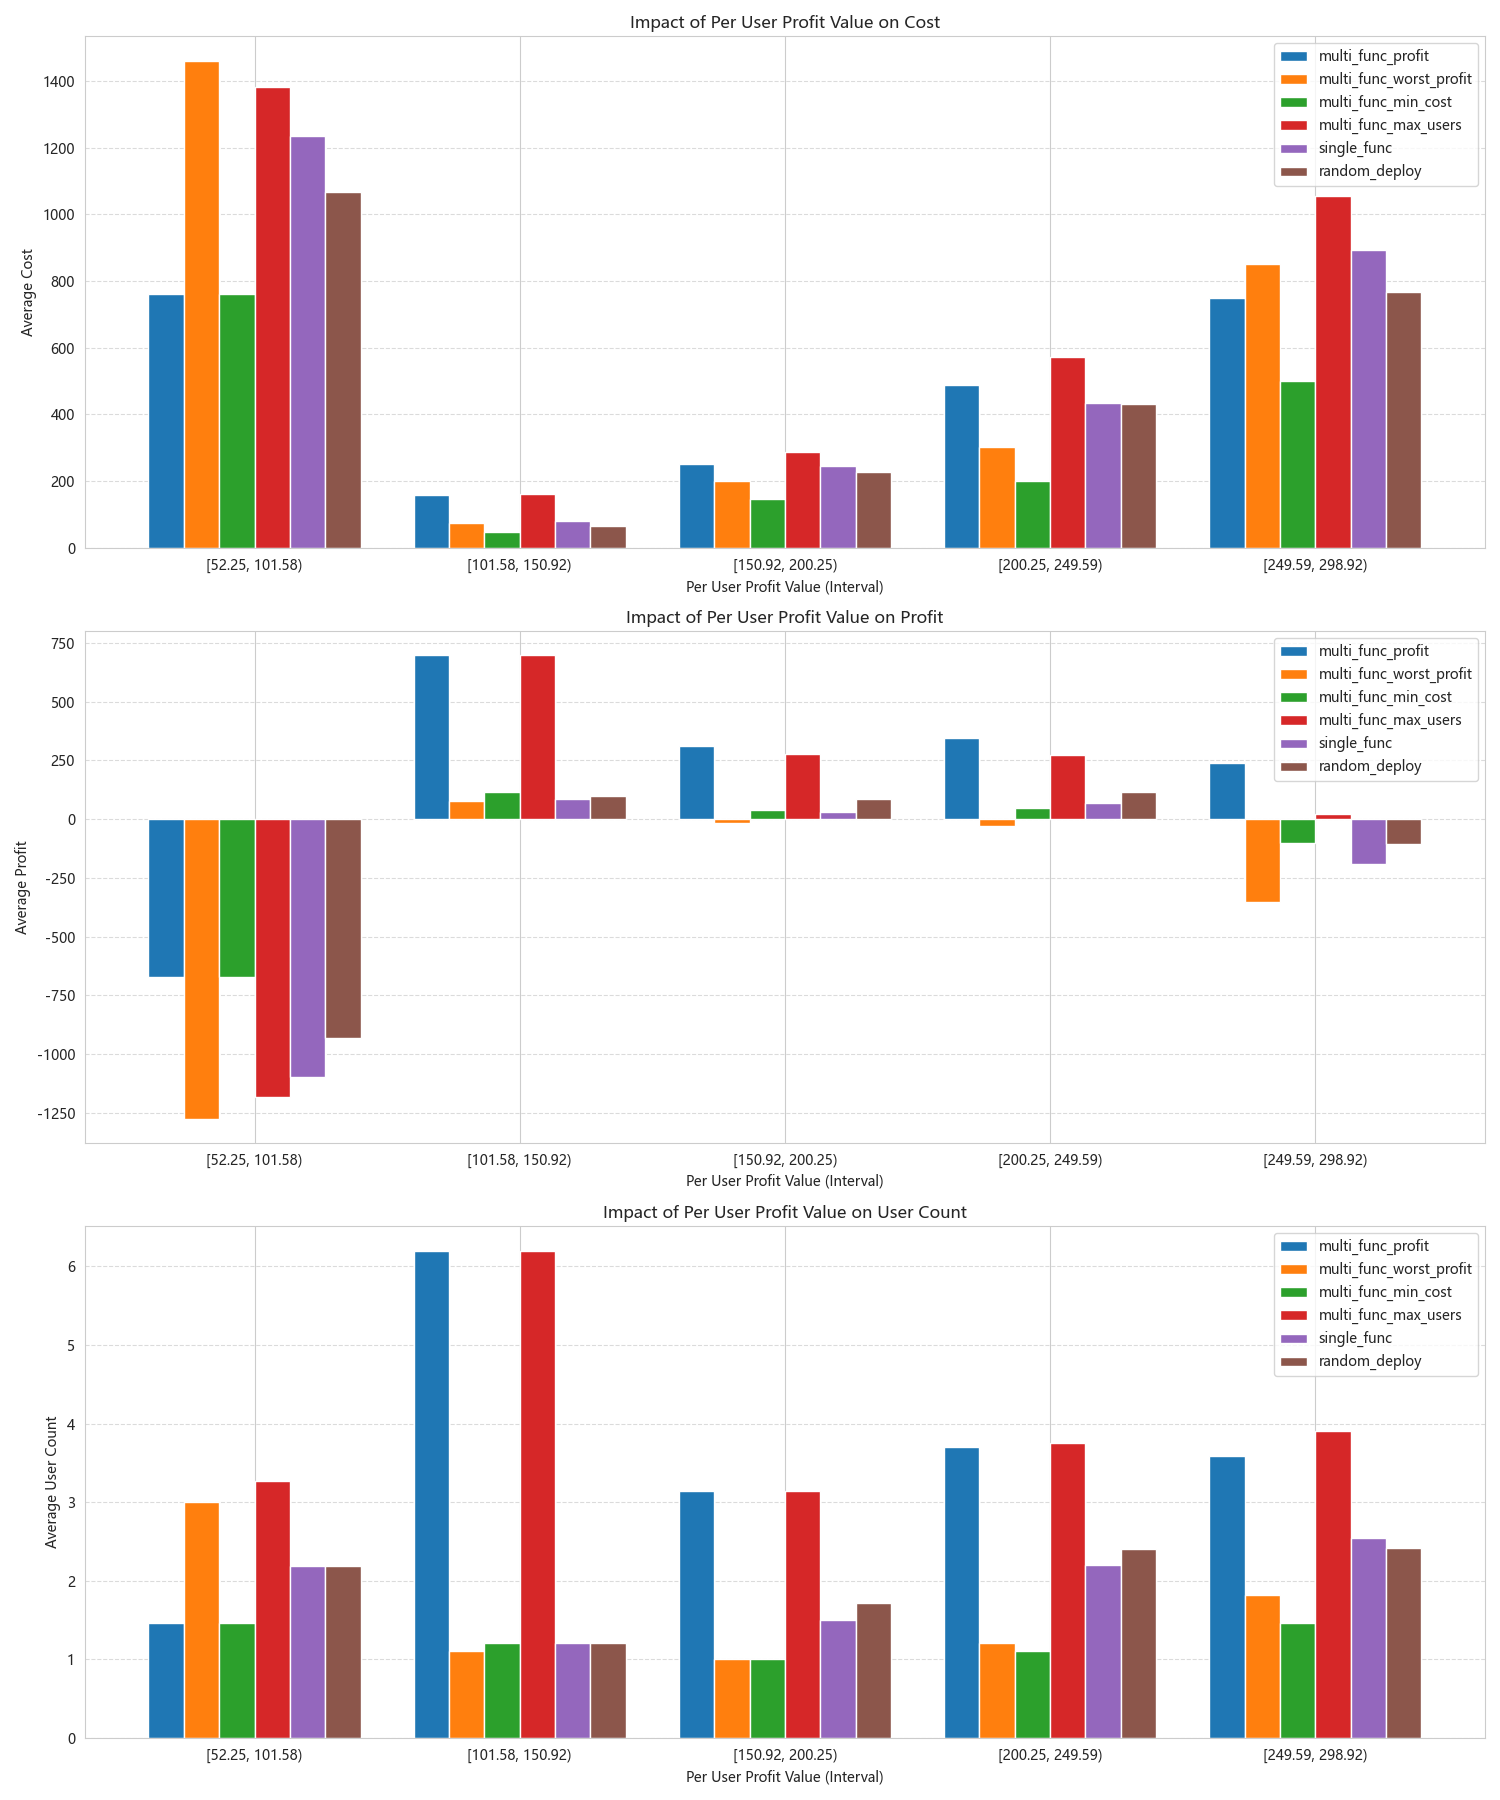 Impact of Per User Profit Value on Cost
multi_func_profit
multi_func_worst_profit
multi_func_min_cost
multi_func_max_users
single_func
random_deploy
1400
1200
1000
800
600
400
200
0
Average Cost
[52.25, 101.58)
[101.58, 150.92)
[150.92, 200.25)
[200.25, 249.59)
[249.59, 298.92)
Per User Profit Value (Interval)
Impact of Per User Profit Value on Profit
multi_func_profit
multi_func_worst_profit
multi_func_min_cost
multi_func_max_users
single_func
random_deploy
750
500
250
0
-250
-500
-750
-1000
-1250
Average Profit
[52.25, 101.58)
[101.58, 150.92)
[150.92, 200.25)
[200.25, 249.59)
[249.59, 298.92)
Per User Profit Value (Interval)
Impact of Per User Profit Value on User Count
multi_func_profit
multi_func_worst_profit
multi_func_min_cost
multi_func_max_users
single_func
random_deploy
6
5
4
3
2
1
0
Average User Count
[52.25, 101.58)
[101.58, 150.92)
[150.92, 200.25)
[200.25, 249.59)
[249.59, 298.92)
Per User Profit Value (Interval)